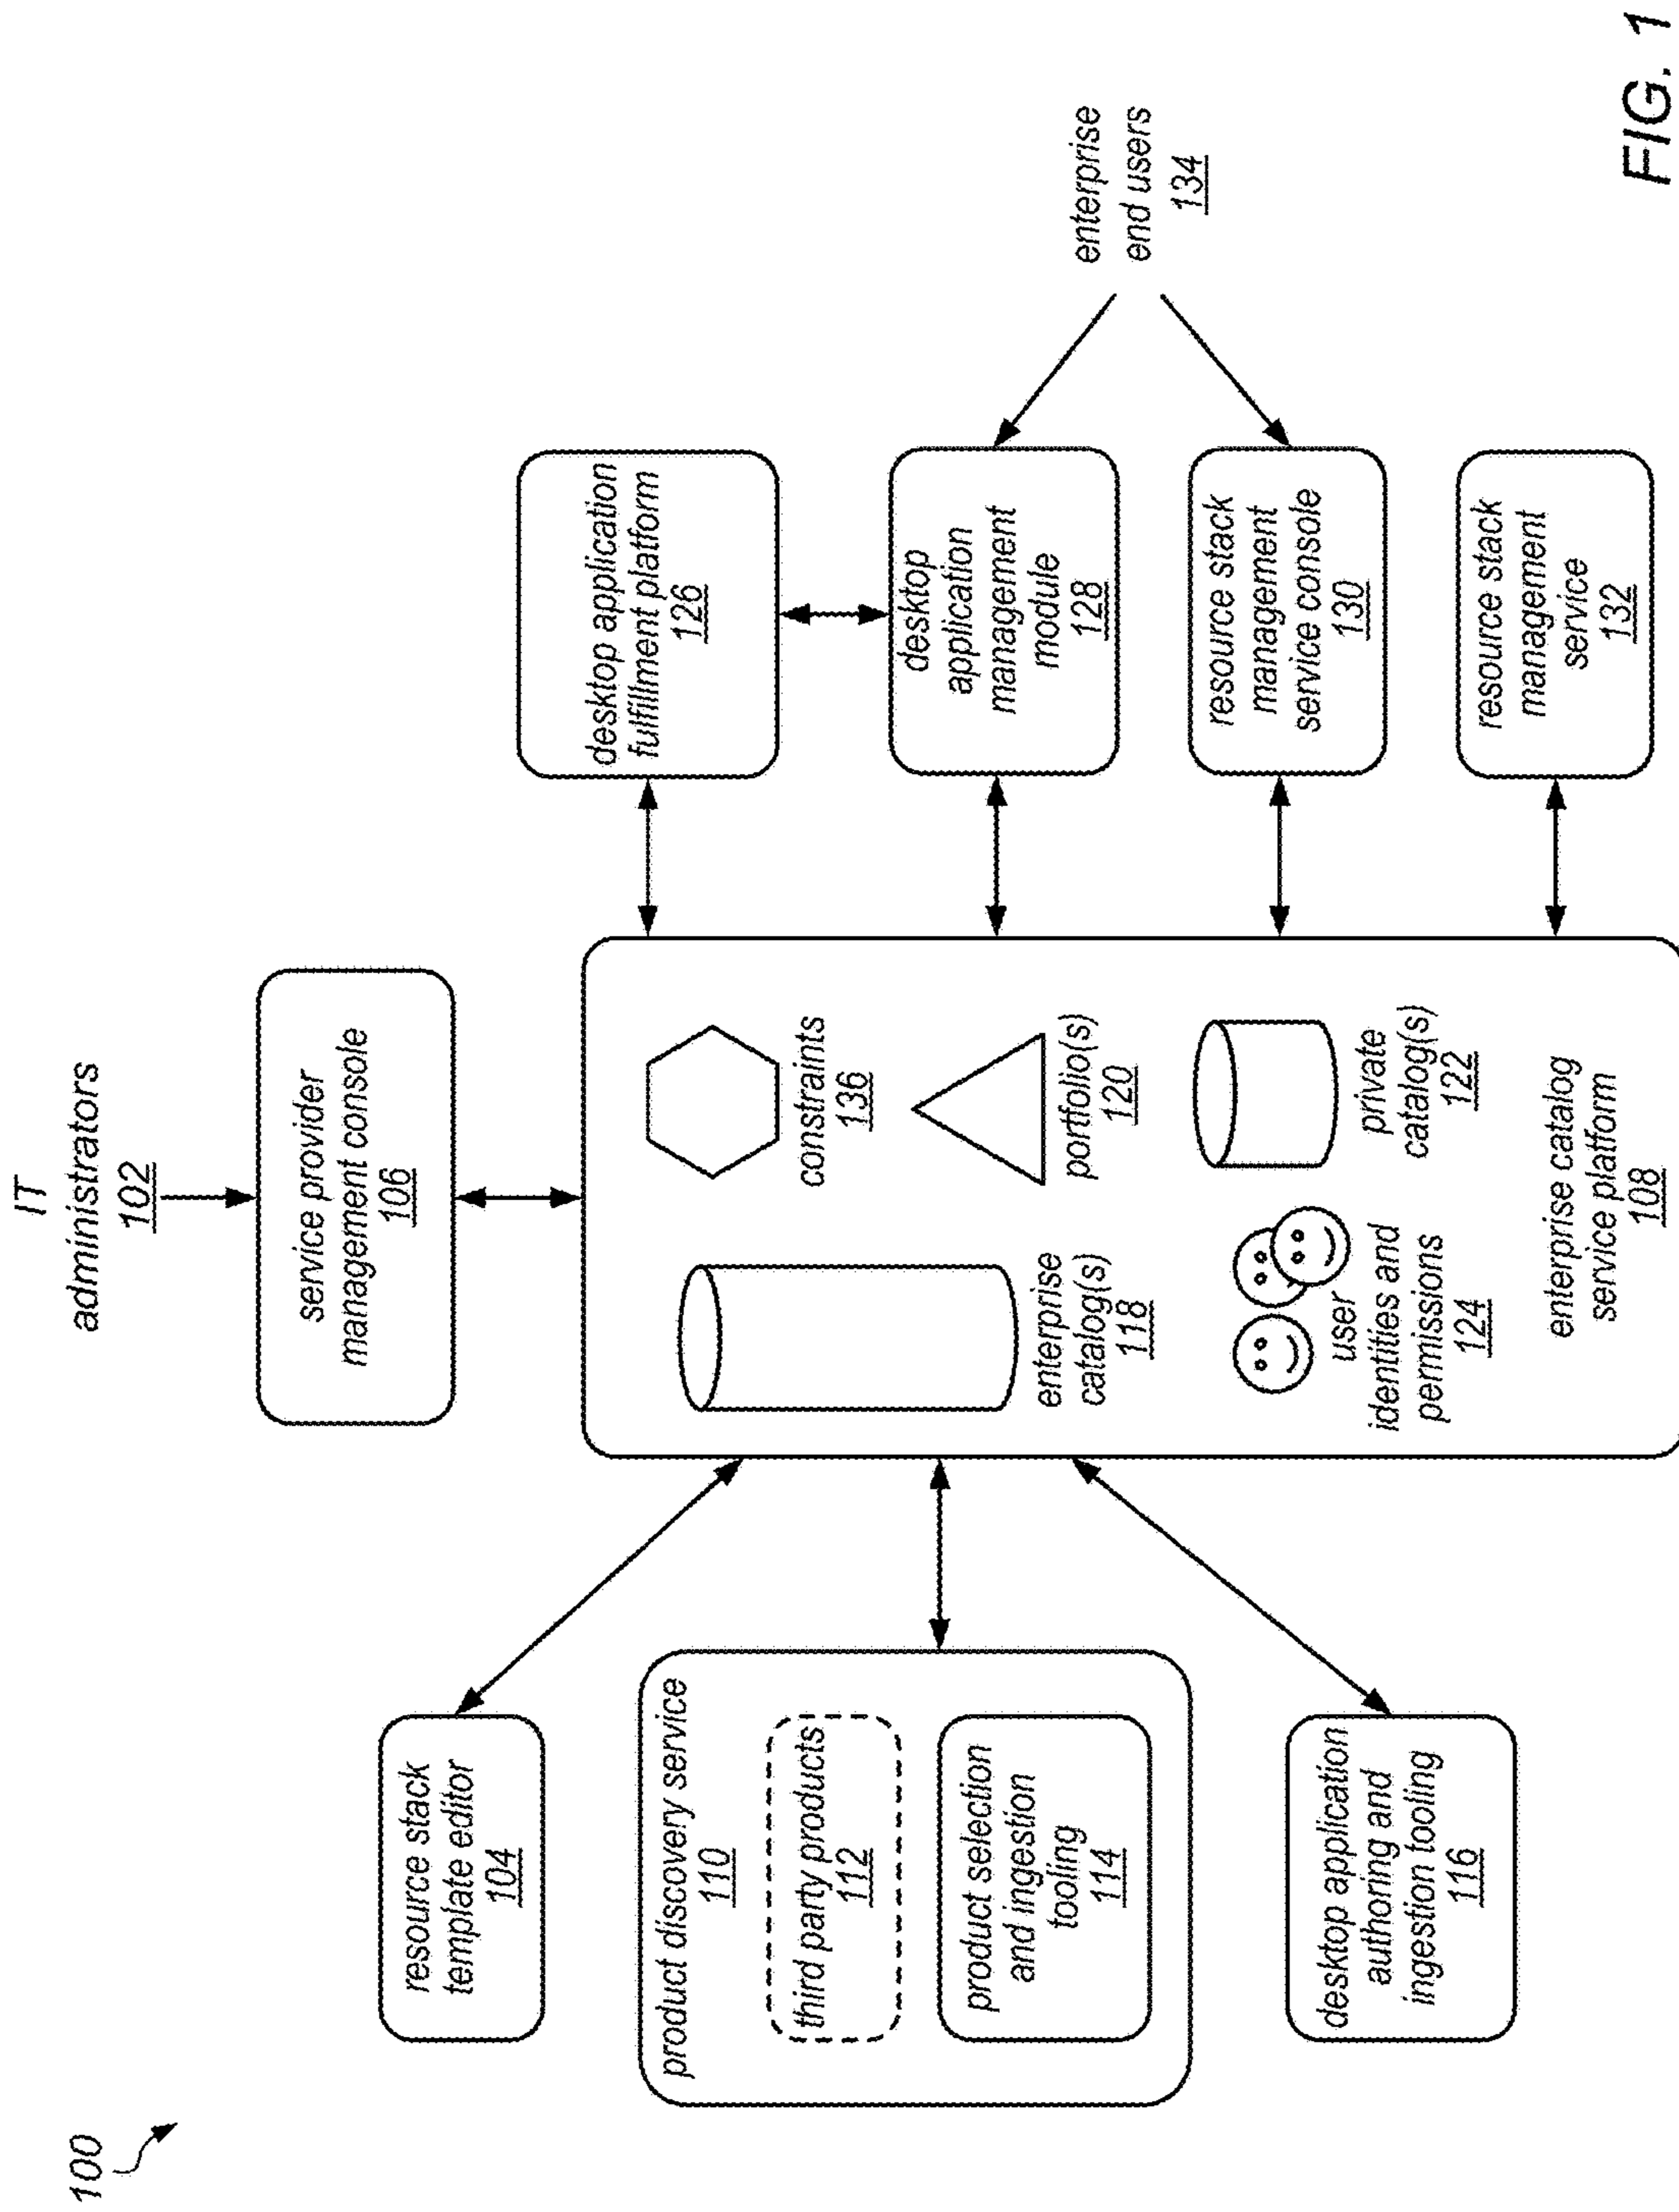 100
IT
administrators
102
service provider
management console
106
resource stack
template editor
104
product discovery service
110
third party products
112
product selection
and ingestion
tooling
114
desktop application
authoring and
ingestion tooling
116
enterprise
catalog(s)
118
constraints
136
portfolio(s)
120
user
identities and
permissions
124
private
catalog(s)
122
enterprise catalog
service platform
108
desktop application
fulfillment platform
126
desktop
application
management
module
128
resource stack
management
service console
130
resource stack
management
service
132
enterprise
end users
134
FIG. 1